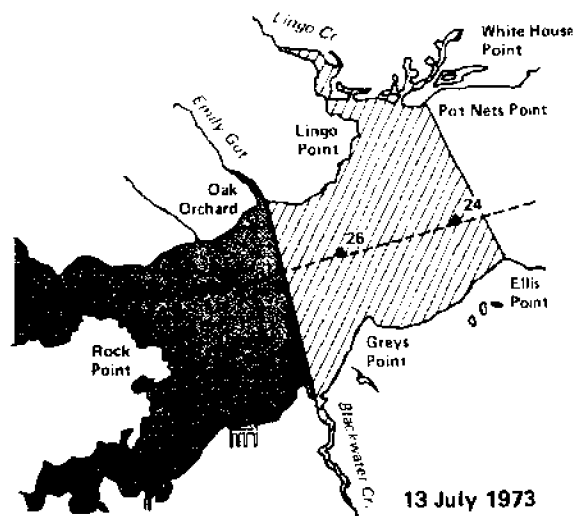 Lingo Cr.
White House
Point
Pot Nets Point
Lingo
Point
Emily Gut
Oak
Orchard
24
26
Ellis
Point
Greys
Point
Rock
Point
Blackwater Cr.
13 July 1973